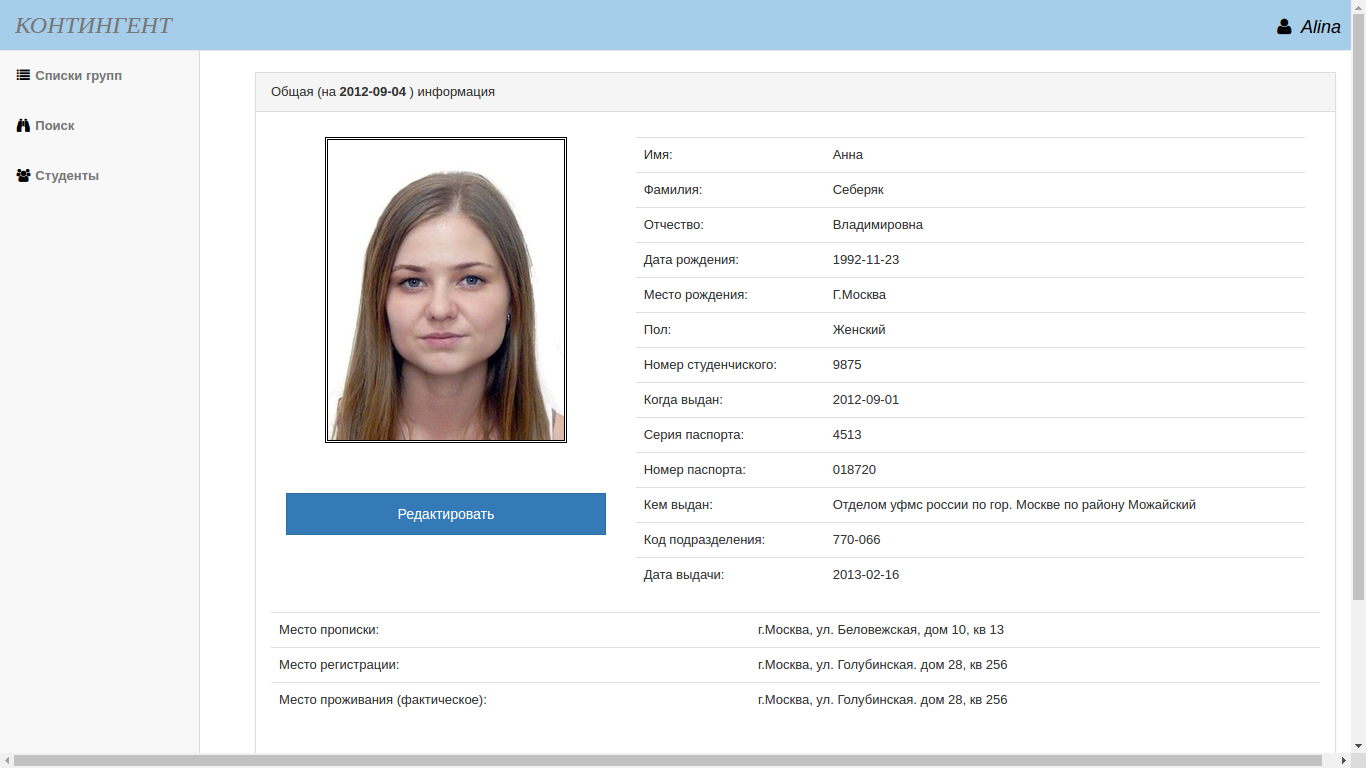 КОНТИНГЕНТ
Alina
Списки групп
Поиск
Студенты
Общая (на 2012-09-04 ) информация
Имя: Анна
Фамилия: Себеряк
Отчество: Владимировна
Дата рождения: 1992-11-23
Место рождения: Г.Москва
Пол: Женский
Номер студенчиского: 9875
Когда выдан: 2012-09-01
Серия паспорта: 4513
Номер паспорта: 018720
Кем выдан: Отделом уфмс россии по гор. Москве по району Можайский
Код подразделения: 770-066
Дата выдачи: 2013-02-16
Редактировать
Место прописки: г.Москва, ул. Беловежская, дом 10, кв 13
Место регистрации: г.Москва, ул. Голубинская. дом 28, кв 256
Место проживания (фактическое): г.Москва, ул. Голубинская. дом 28, кв 256